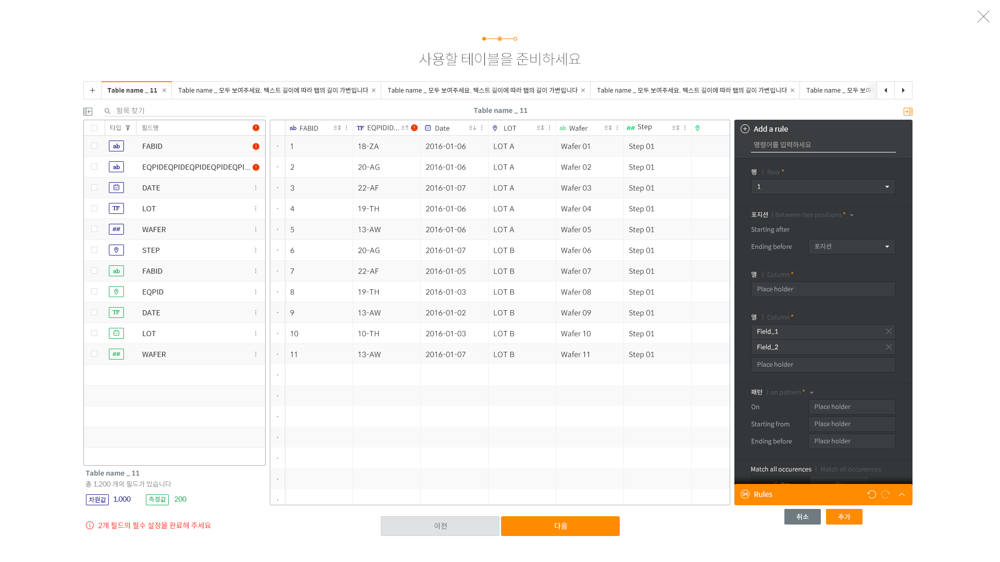 사용할 테이블을 준비하세요
+ Table name _ 11 × Table name _ 모두 보여주세요. 텍스트 길이에 따라 탭의 길이 가변입니다 × Table name _ 모두 보여주세요. 텍스트 길이에 따라 탭의 길이 가변입니다 × Table name _ 모두 보여주세요. 텍스트 길이에 따라 탭의 길이 가변입니다 × Table name _ 모두 보여
항목 찾기
Table name _ 11
타입 필드명
ab FABID
ab EQPIDEQPIDEQPIDEQPIDEQPI...
DATE
TF LOT
## WAFER
STEP
ab FABID
EQPID
TF DATE
LOT
## WAFER
Table name _ 11
총 1,200 개의 필드가 있습니다
차원값 1,000 측정값 200
2개 필드의 필수 설정을 완료해 주세요
ab FABID TF EQPIDID... Date LOT ab Wafer ## Step
1 18-ZA 2016-01-06 LOT A Wafer 01 Step 01
2 20-AG 2016-01-06 LOT A Wafer 02 Step 01
3 22-AF 2016-01-07 LOT A Wafer 03 Step 01
4 19-TH 2016-01-06 LOT A Wafer 04 Step 01
5 13-AW 2016-01-06 LOT A Wafer 05 Step 01
6 20-AG 2016-01-07 LOT B Wafer 06 Step 01
7 22-AF 2016-01-05 LOT B Wafer 07 Step 01
8 19-TH 2016-01-03 LOT B Wafer 08 Step 01
9 13-AW 2016-01-02 LOT B Wafer 09 Step 01
10 10-TH 2016-01-03 LOT B Wafer 10 Step 01
11 13-AW 2016-01-07 LOT B Wafer 11 Step 01
이전 다음
Add a rule
명령어를 입력하세요
행 | Row *
1
포지션 | Between two positions *
Starting after
Ending before 포지션
열 | Column *
Place holder
열 | Column *
Field_1
Field_2
Place holder
패턴 | on pattern *
On Place holder
Starting from Place holder
Ending before Place holder
Match all occurences | Match all occurences
34 Rules
취소 추가